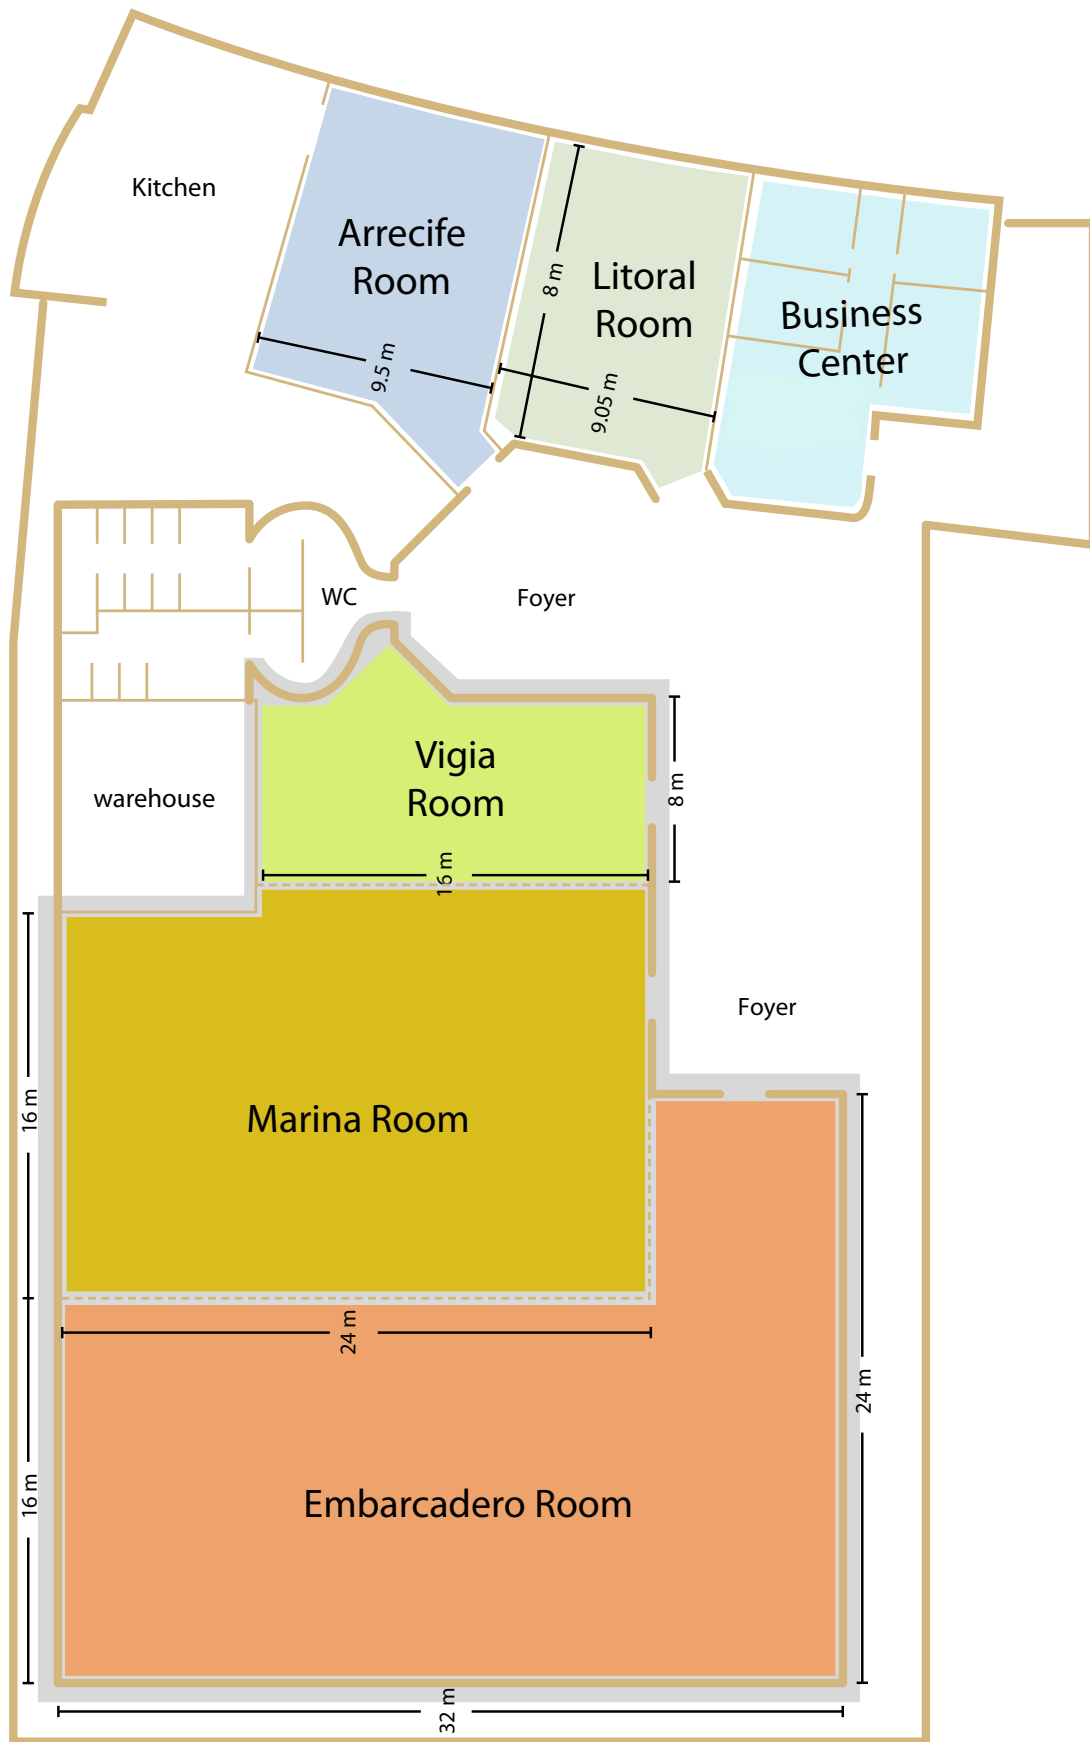 Kitchen
Arrecife
Room
9.5 m
8 m
Litoral
Room
9.05 m
Business
Center
WC
Foyer
Vigia
Room
8 m
16 m
warehouse
Foyer
16 m
Marina Room
24 m
24 m
16 m
Embarcadero Room
32 m